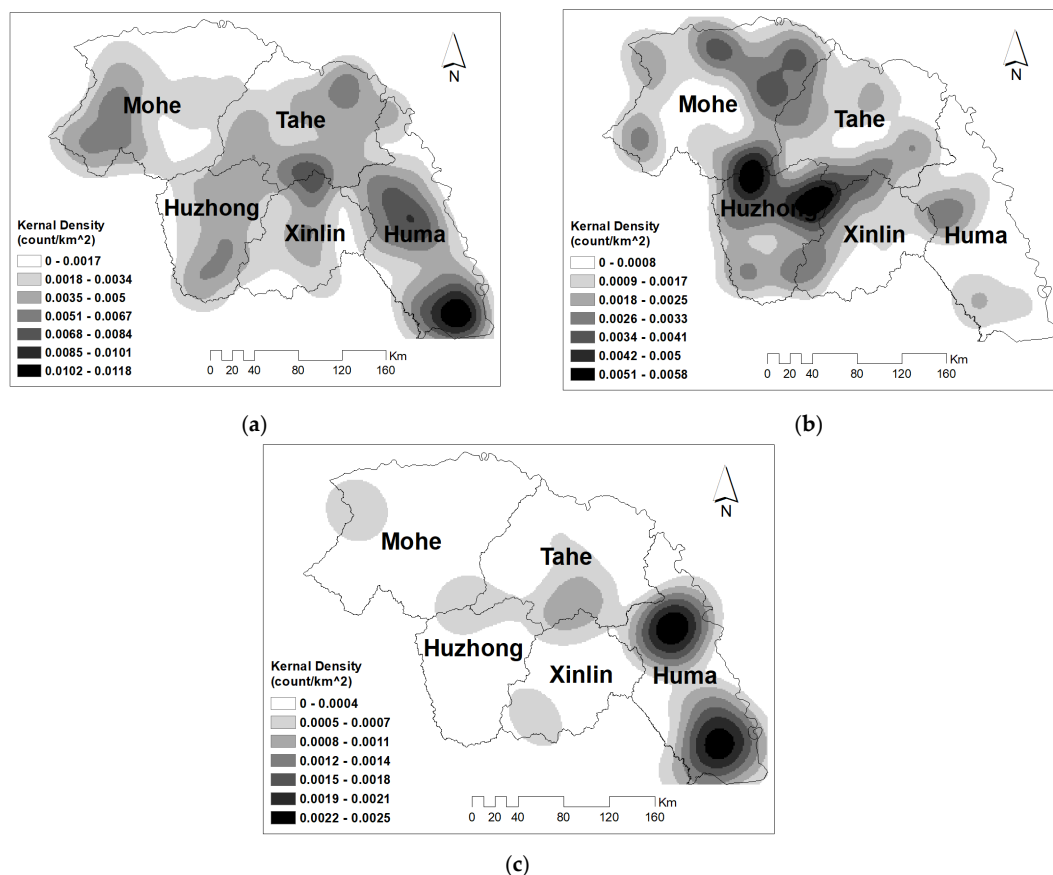 N
Mohe
Tahe
Huzhong
Xinlin
Huma
Kernal Density
(count/km^2)
0 - 0.0017
0.0018 - 0.0034
0.0035 - 0.005
0.0051 - 0.0067
0.0068 - 0.0084
0.0085 - 0.0101
0.0102 - 0.0118
Km
0 20 40 80 120 160
(a)
N
Mohe
Tahe
Huzhong
Xinlin
Huma
Kernal Density
(count/km^2)
0 - 0.0008
0.0009 - 0.0017
0.0018 - 0.0025
0.0026 - 0.0033
0.0034 - 0.0041
0.0042 - 0.005
0.0051 - 0.0058
Km
0 20 40 80 120 160
(b)
N
Mohe
Tahe
Huzhong
Xinlin
Huma
Kernal Density
(count/km^2)
0 - 0.0004
0.0005 - 0.0007
0.0008 - 0.0011
0.0012 - 0.0014
0.0015 - 0.0018
0.0019 - 0.0021
0.0022 - 0.0025
Km
0 20 40 80 120 160
(c)